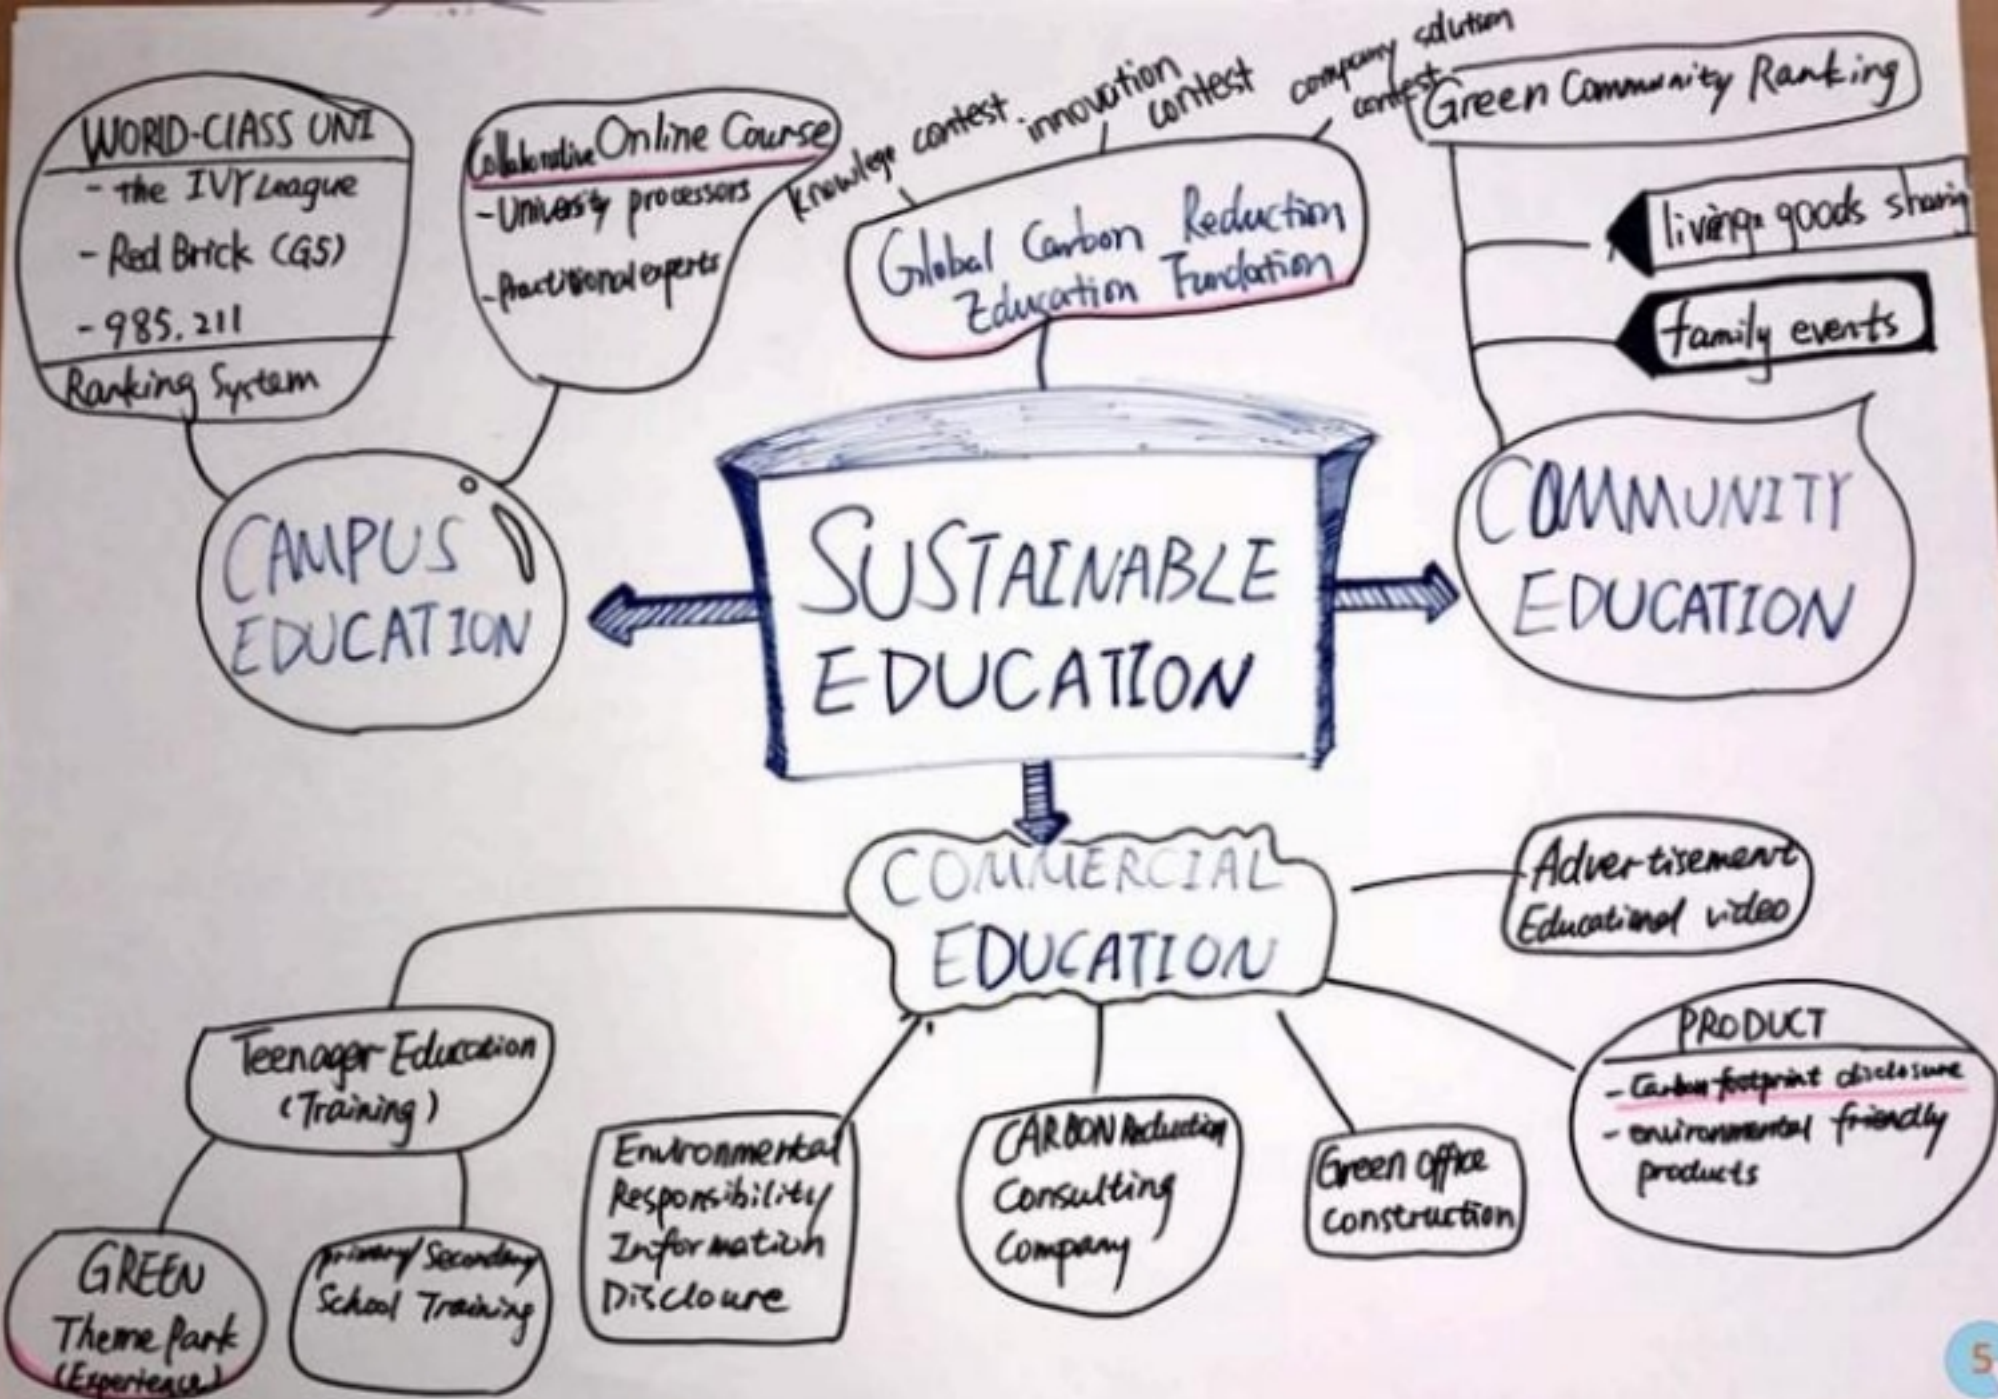 WORLD-CLASS UNI
- the IVY League
- Red Brick (G5)
- 985.211
Ranking System
Collaborative Online Course
- University processors
- Practitional experts
knowlege contest
innovation
contest
company solution
contest
Global Carbon Reduction
Education Fundation
Green Community Ranking
living goods sharing
family events
CAMPUS
EDUCATION
SUSTAINABLE
EDUCATION
COMMUNITY
EDUCATION
COMMERCIAL
EDUCATION
Advertisement
Educational video
PRODUCT
- Carbon footprint disclosure
- environmental friendly
products
Teenager Education
(Training)
GREEN
Theme Park
(Experience)
primary/Secondary
School Training
Environmental
Responsibility
Information
Discloure
CARBON Reduction
Consulting
Company
Green office
construction
5